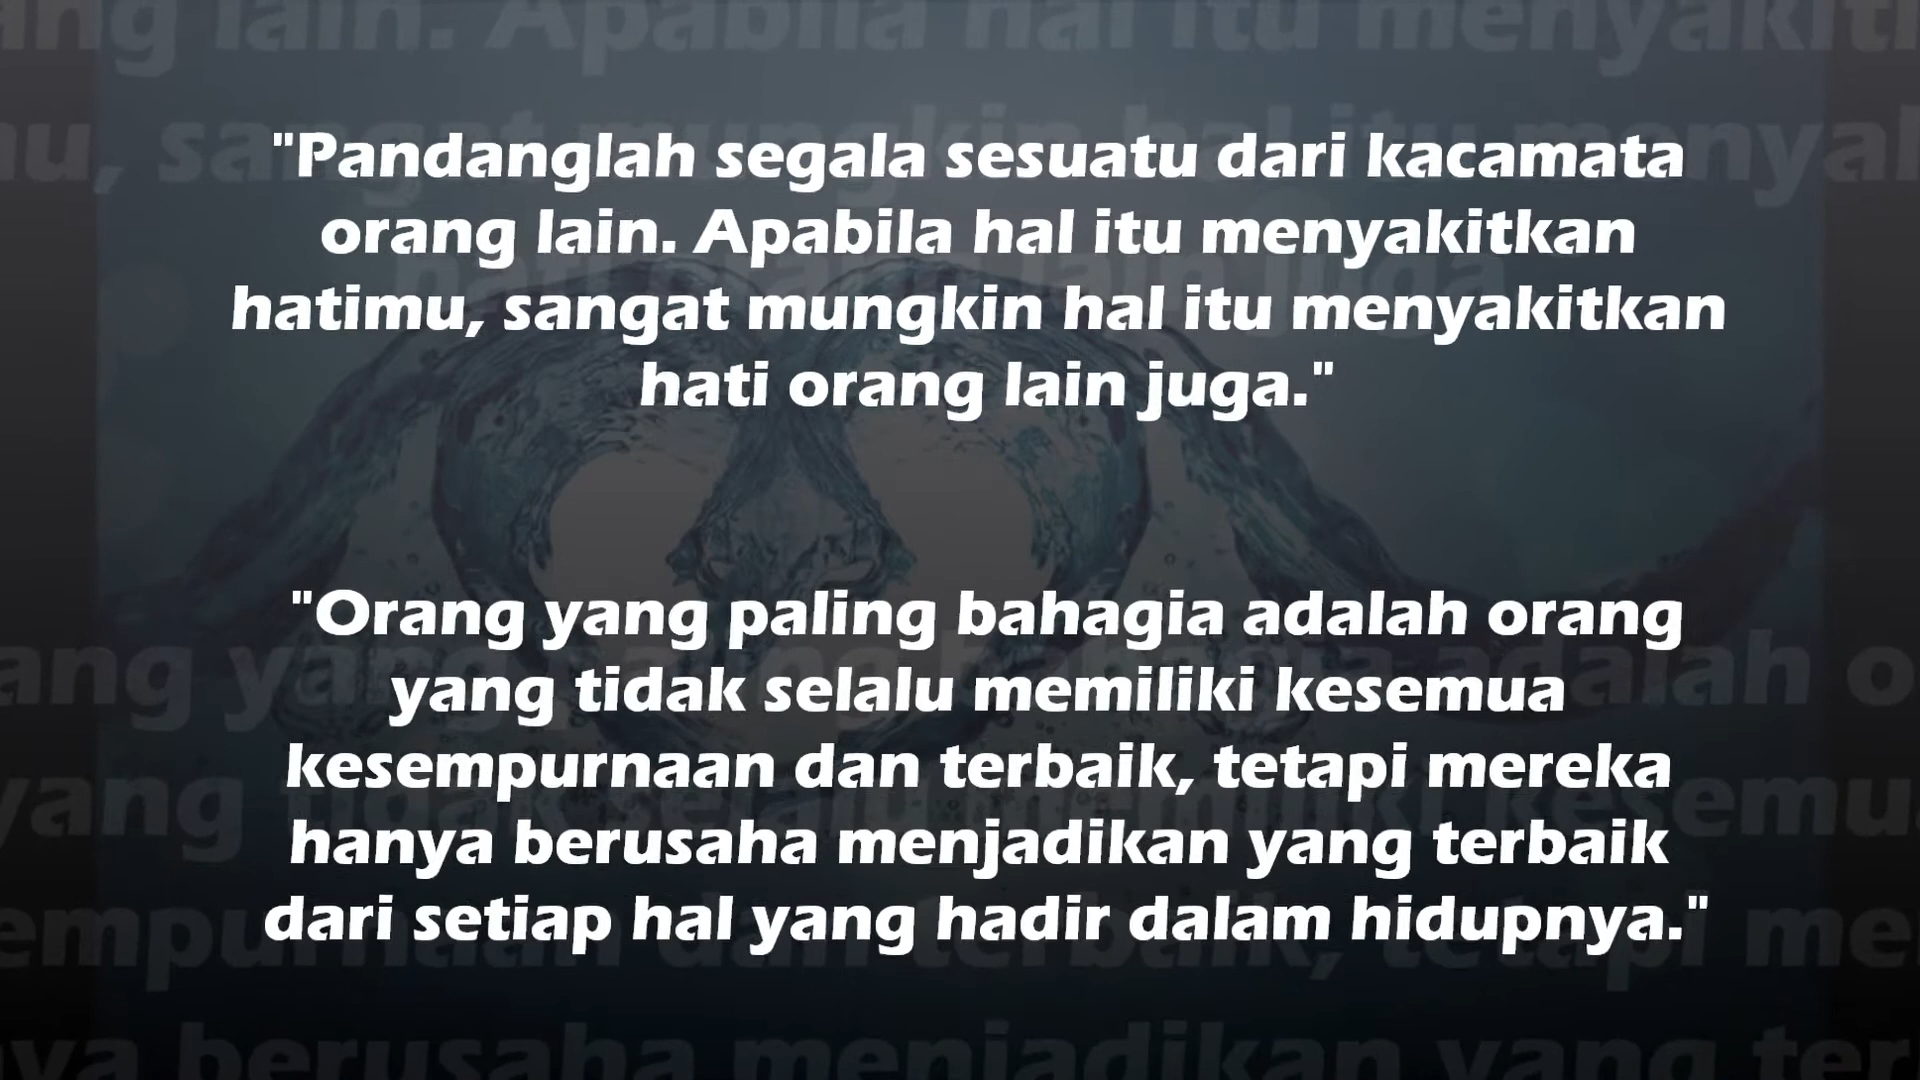 "Pandanglah segala sesuatu dari kacamata
orang lain. Apabila hal itu menyakitkan
hatimu, sangat mungkin hal itu menyakitkan
hati orang lain juga."
"Orang yang paling bahagia adalah orang
yang tidak selalu memiliki kesemua
kesempurnaan dan terbaik, tetapi mereka
hanya berusaha menjadikan yang terbaik
dari setiap hal yang hadir dalam hidupnya."